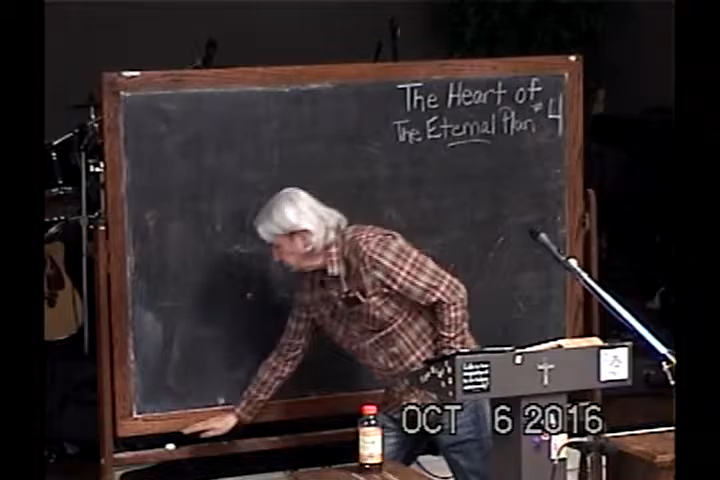 The Heart of
The Eternal Plan #4
OCT 6 2016